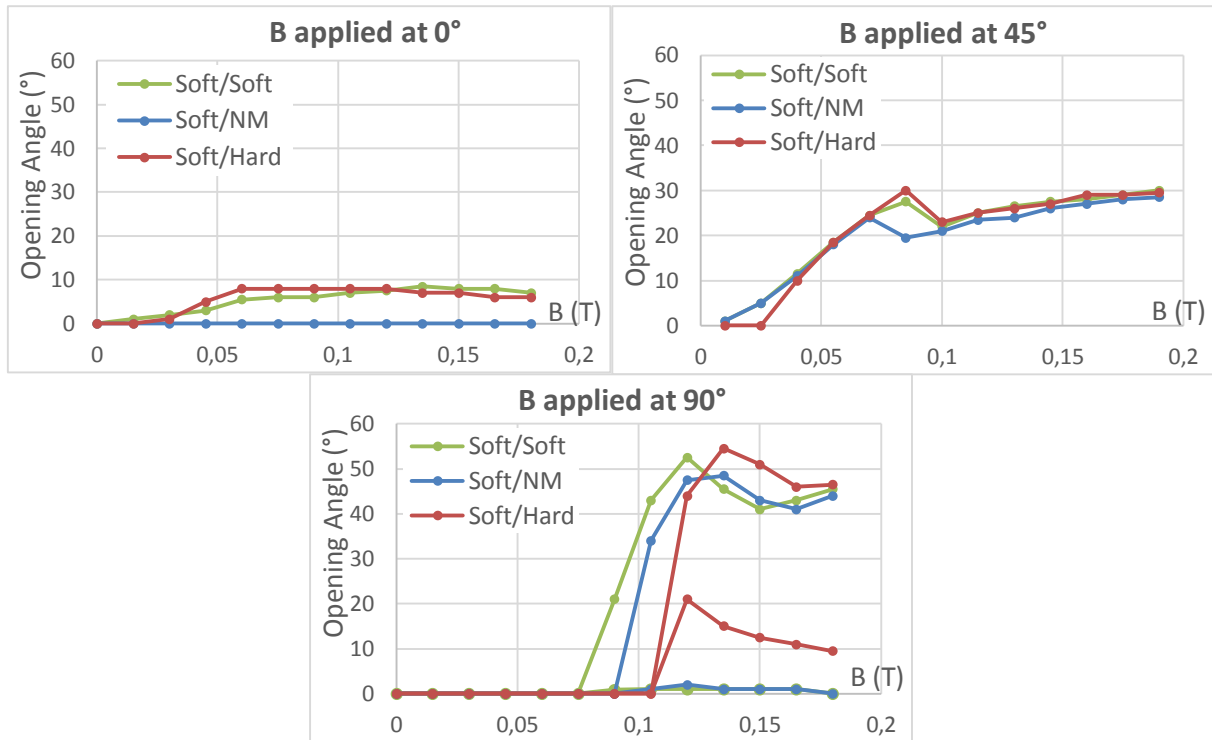 B applied at 0°
Opening Angle (°)
60
50
40
30
20
10
0
Soft/Soft
Soft/NM
Soft/Hard
B (T)
0
0,05
0,1
0,15
0,2
B applied at 45°
Opening Angle (°)
60
50
40
30
20
10
0
Soft/Soft
Soft/NM
Soft/Hard
B (T)
0
0,05
0,1
0,15
0,2
B applied at 90°
Opening Angle (°)
60
50
40
30
20
10
0
Soft/Soft
Soft/NM
Soft/Hard
B (T)
0
0,05
0,1
0,15
0,2